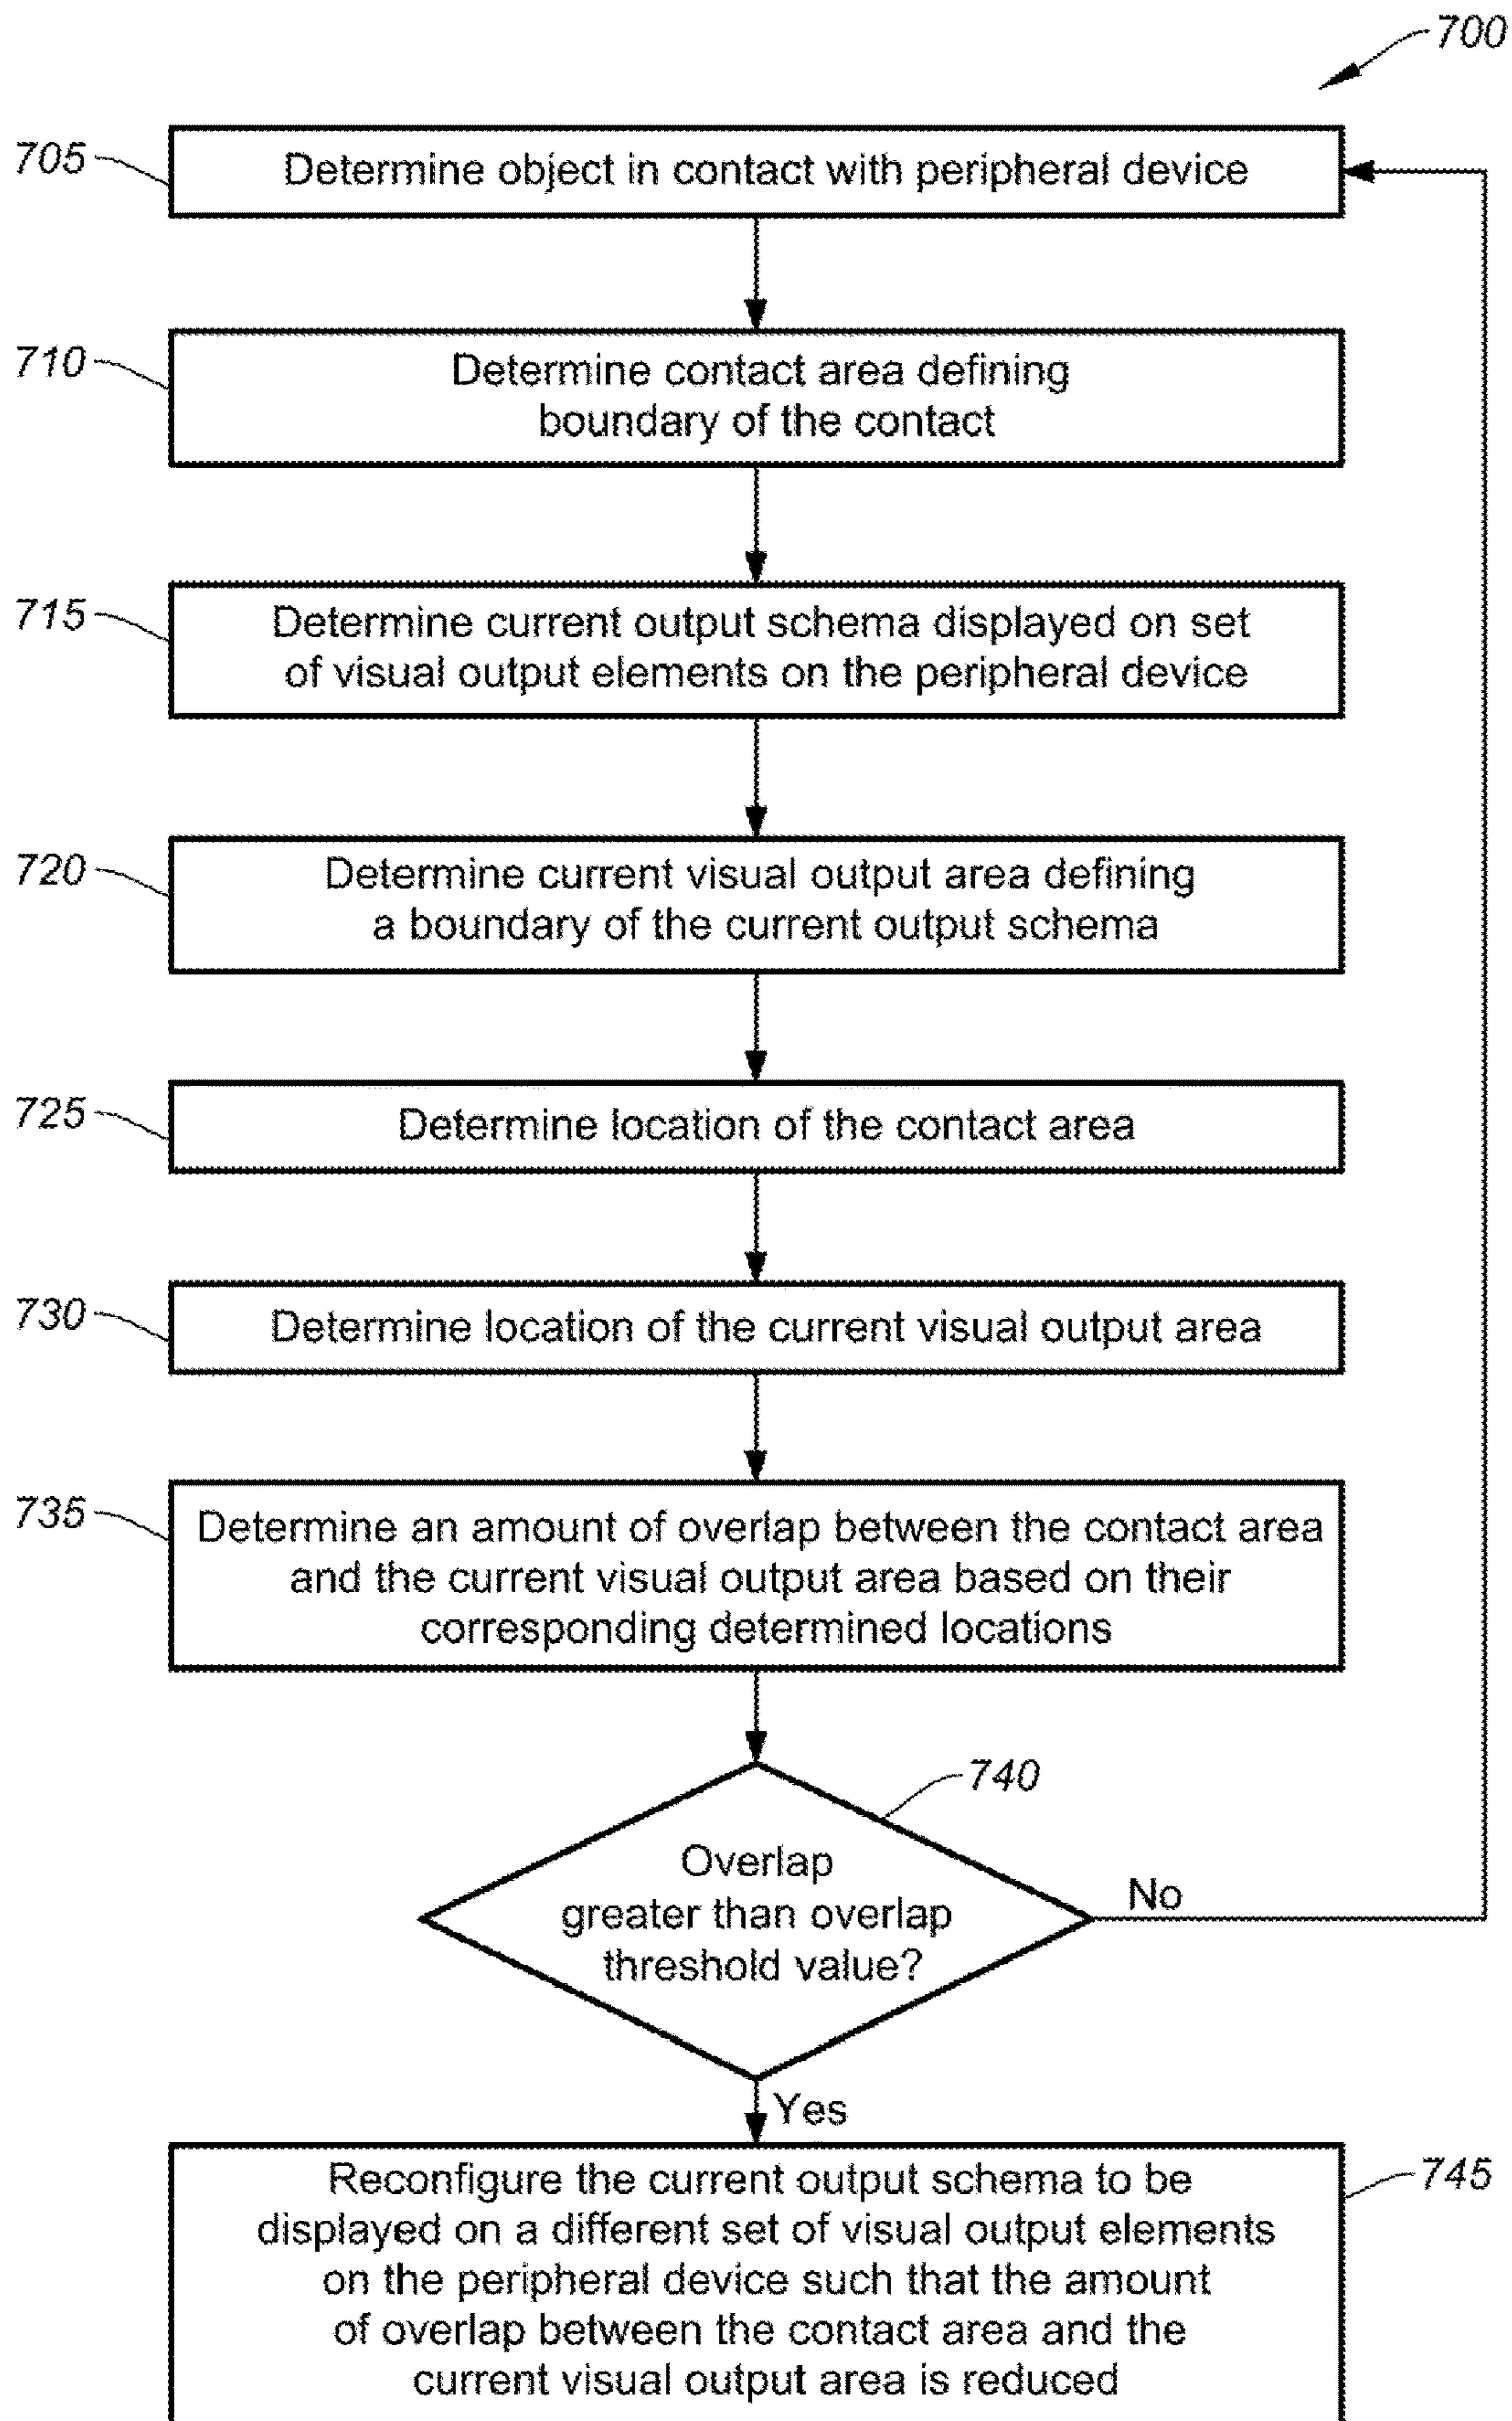 700
705
Determine object in contact with peripheral device
710
Determine contact area defining
boundary of the contact
715
Determine current output schema displayed on set
of visual output elements on the peripheral device
720
Determine current visual output area defining
a boundary of the current output schema
725
Determine location of the contact area
730
Determine location of the current visual output area
735
Determine an amount of overlap between the contact area
and the current visual output area based on their
corresponding determined locations
740
Overlap
greater than overlap
threshold value?
No
Yes
745
Reconfigure the current output schema to be
displayed on a different set of visual output elements
on the peripheral device such that the amount
of overlap between the contact area and the
current visual output area is reduced